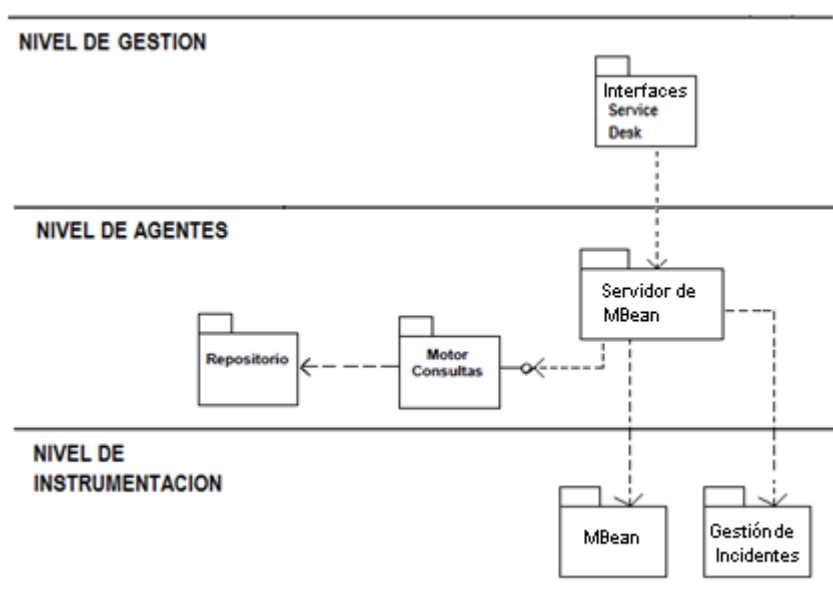 NIVEL DE GESTION
Interfaces
Service
Desk
NIVEL DE AGENTES
Servidor de
MBean
Repositorio
Motor
Consultas
NIVEL DE
INSTRUMENTACION
MBean
Gestión de
Incidentes